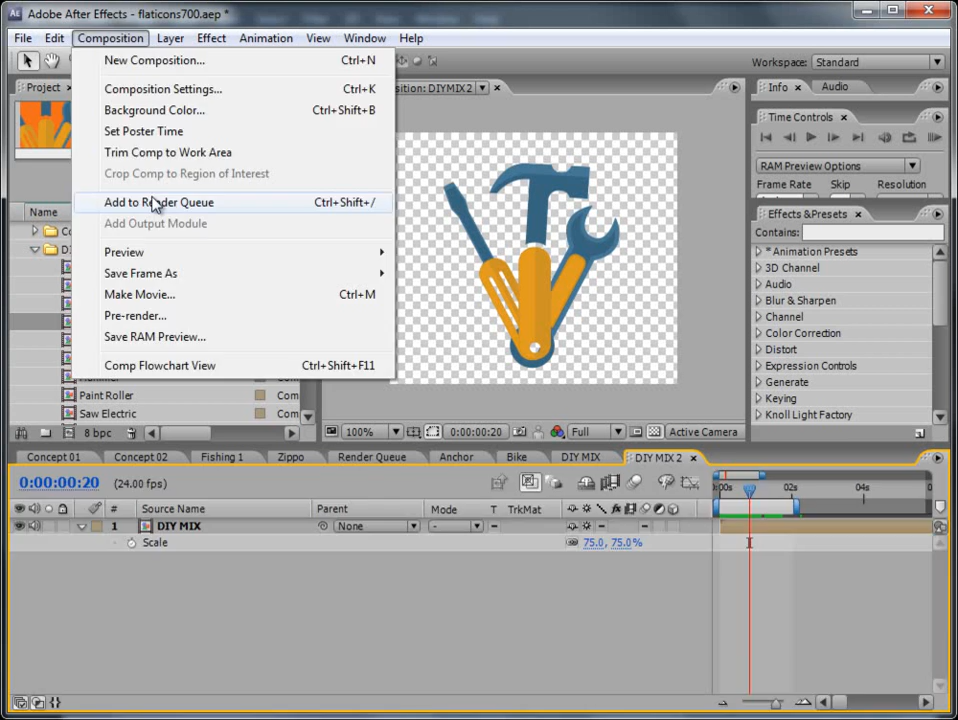 Adobe After Effects - flaticons700.aep *
File Edit Composition Layer Effect Animation View Window Help
New Composition... Ctrl+N
Composition Settings... Ctrl+K
Background Color... Ctrl+Shift+B
Set Poster Time
Trim Comp to Work Area
Crop Comp to Region of Interest
Add to Render Queue Ctrl+Shift+/
Add Output Module
Preview
Save Frame As
Make Movie... Ctrl+M
Pre-render...
Save RAM Preview...
Comp Flowchart View Ctrl+Shift+F11
Workspace: Standard
Project ×
Name
Paint Roller Com
Saw Electric Com
8 bpc
DIYMIX2
100% 0:00:00:20 Full Active Camera
Info × Audio
Time Controls ×
RAM Preview Options
Frame Rate Skip Resolution
Effects & Presets ×
Contains:
* Animation Presets
3D Channel
Audio
Blur & Sharpen
Channel
Color Correction
Distort
Expression Controls
Generate
Keying
Knoll Light Factory
Concept 01 Concept 02 Fishing 1 Zippo Render Queue Anchor Bike DIY MIX DIY MIX 2 ×
0:00:00:20 (24.00 fps)
02s 04s
# Source Name Parent Mode T TrkMat
1 DIY MIX None -
Scale 75.0, 75.0%